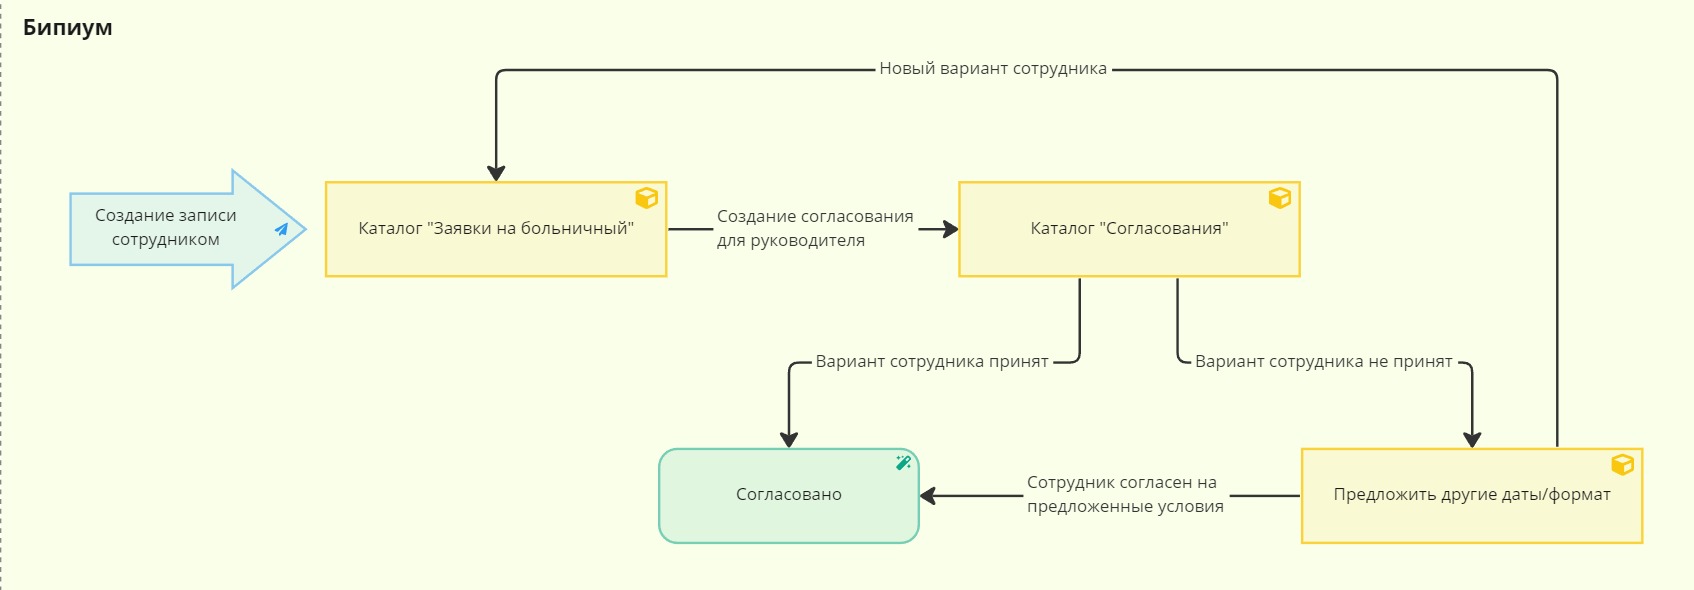 Бипиум
Новый вариант сотрудника
Создание записи
сотрудником
Каталог "Заявки на больничный"
Создание согласования
для руководителя
Каталог "Согласования"
Вариант сотрудника принят
Вариант сотрудника не принят
Согласовано
Сотрудник согласен на
предложенные условия
Предложить другие даты/формат